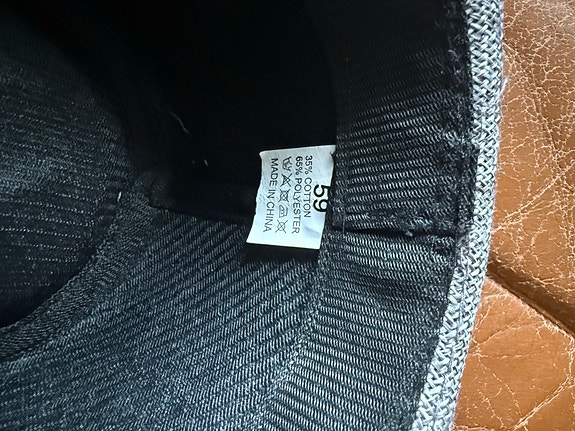 59
35% COTTON
65% POLYESTER
MADE IN CHINA